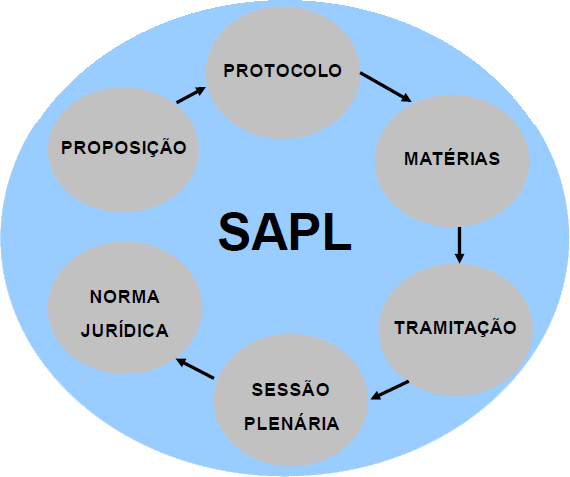 PROTOCOLO
PROPOSIÇÃO
MATÉRIAS
SAPL
NORMA
JURÍDICA
TRAMITAÇÃO
SESSÃO
PLENÁRIA